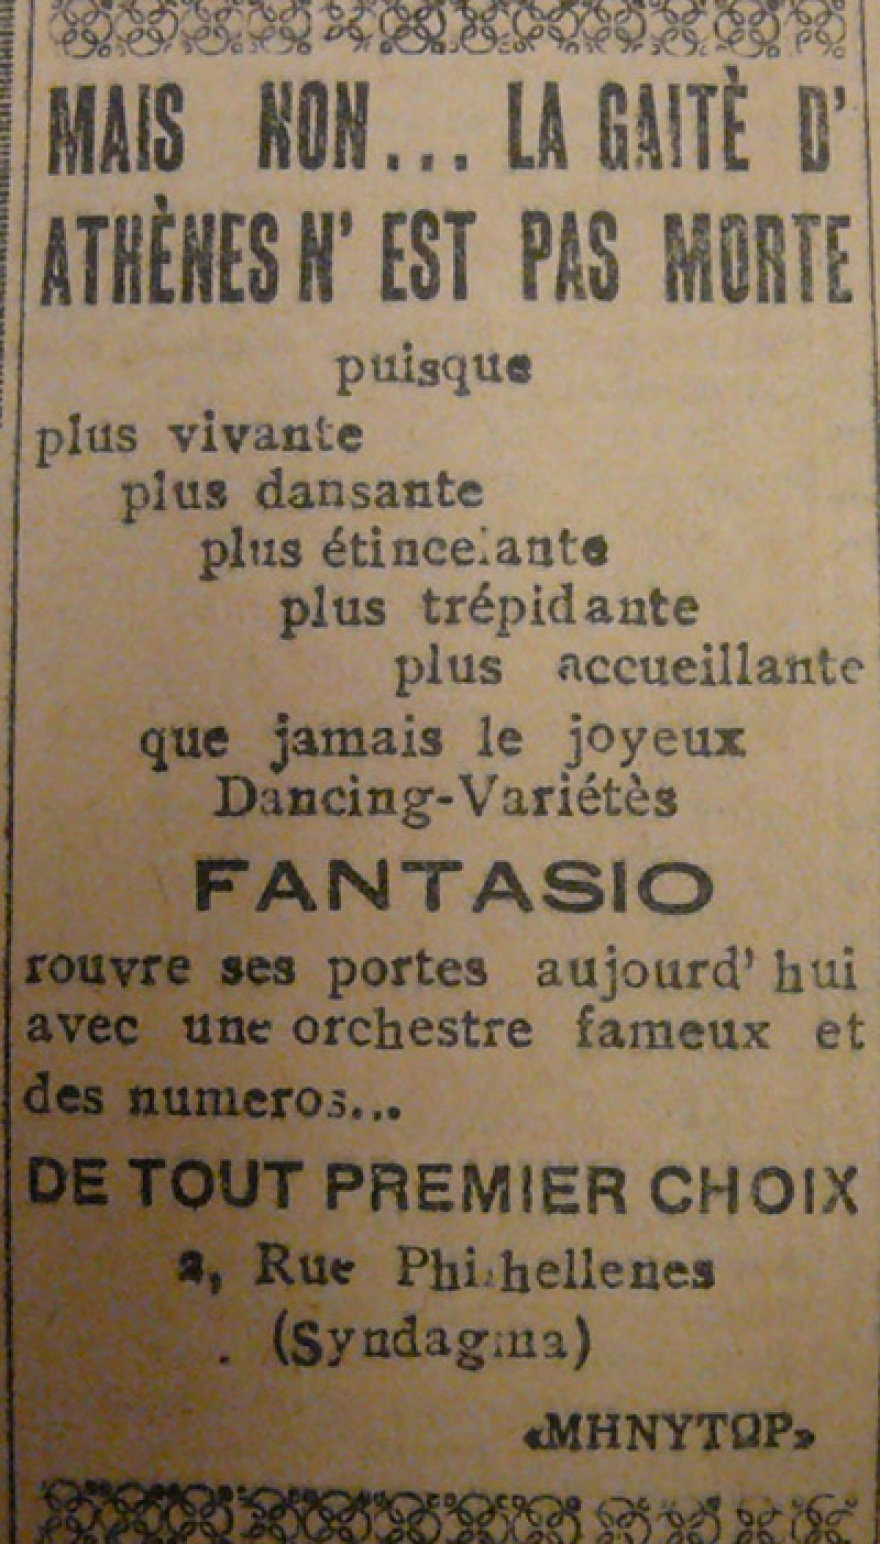 MAIS NON... LA GAITÈ D'
ATHÈNES N' EST PAS MORTE
puisque
plus vivante
plus dansante
plus étincelante
plus trépidante
plus accueillante
que jamais le joyeux
Dancing-Variétès
FANTASIO
rouvre ses portes aujourd' hui
avec une orchestre fameux et
des numeros...
DE TOUT PREMIER CHOIX
2, Rue Philhellenes
(Syndagma)
«ΜΗΝΥΤΩΡ»